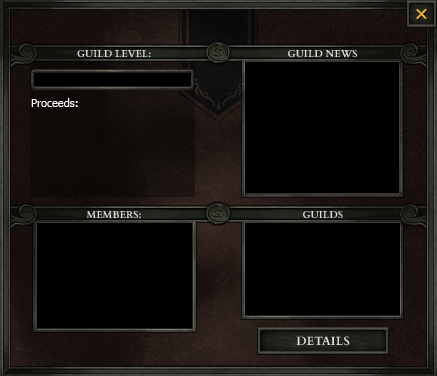 GUILD LEVEL:
GUILD NEWS
Proceeds:
MEMBERS:
GUILDS
DETAILS